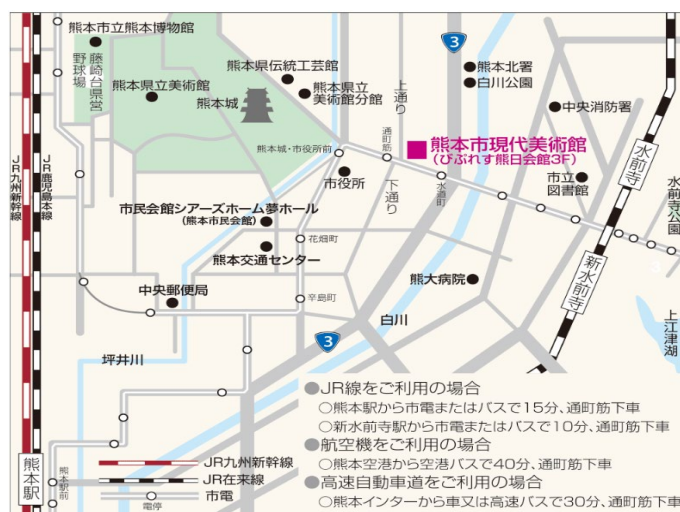 熊本市立熊本博物館
藤崎台県営
野球場
熊本県立美術館
熊本城
熊本県伝統工芸館
熊本県立
美術館分館
上通り
3
熊本北署
白川公園
中央消防署
水前寺
熊本城・市役所前
通町筋
熊本市現代美術館
(びぷれす熊日会館3F)
市役所
下通り
水道町
市立
図書館
水前寺公園
JR九州新幹線
JR鹿児島本線
市民会館シアーズホーム夢ホール
(熊本市民会館)
花畑町
熊本交通センター
中央郵便局
辛島町
熊大病院
新水前寺
3
白川
坪井川
上江津湖
3
●JR線をご利用の場合
○熊本駅から市電またはバスで15分、通町筋下車
○新水前寺駅から市電またはバスで10分、通町筋下車
●航空機をご利用の場合
○熊本空港から空港バスで40分、通町筋下車
●高速自動車道をご利用の場合
○熊本インターから車又は高速バスで30分、通町筋下車
熊本駅
熊本駅前
JR九州新幹線
JR在来線
市電
電停